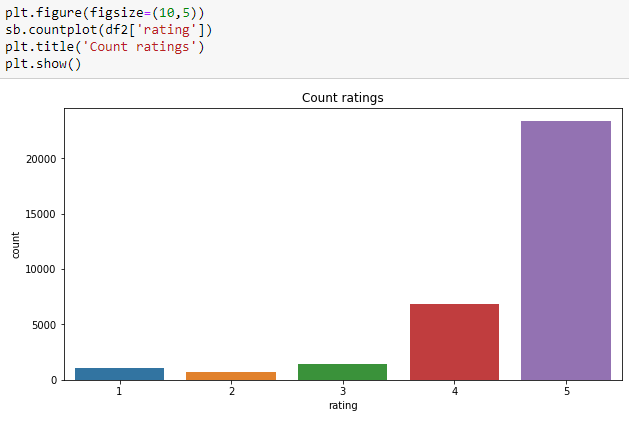 plt.figure(figsize=(10,5))
sb.countplot(df2['rating'])
plt.title('Count ratings')
plt.show()
Count ratings
20000
15000
10000
5000
0
count
1 2 3 4 5
rating